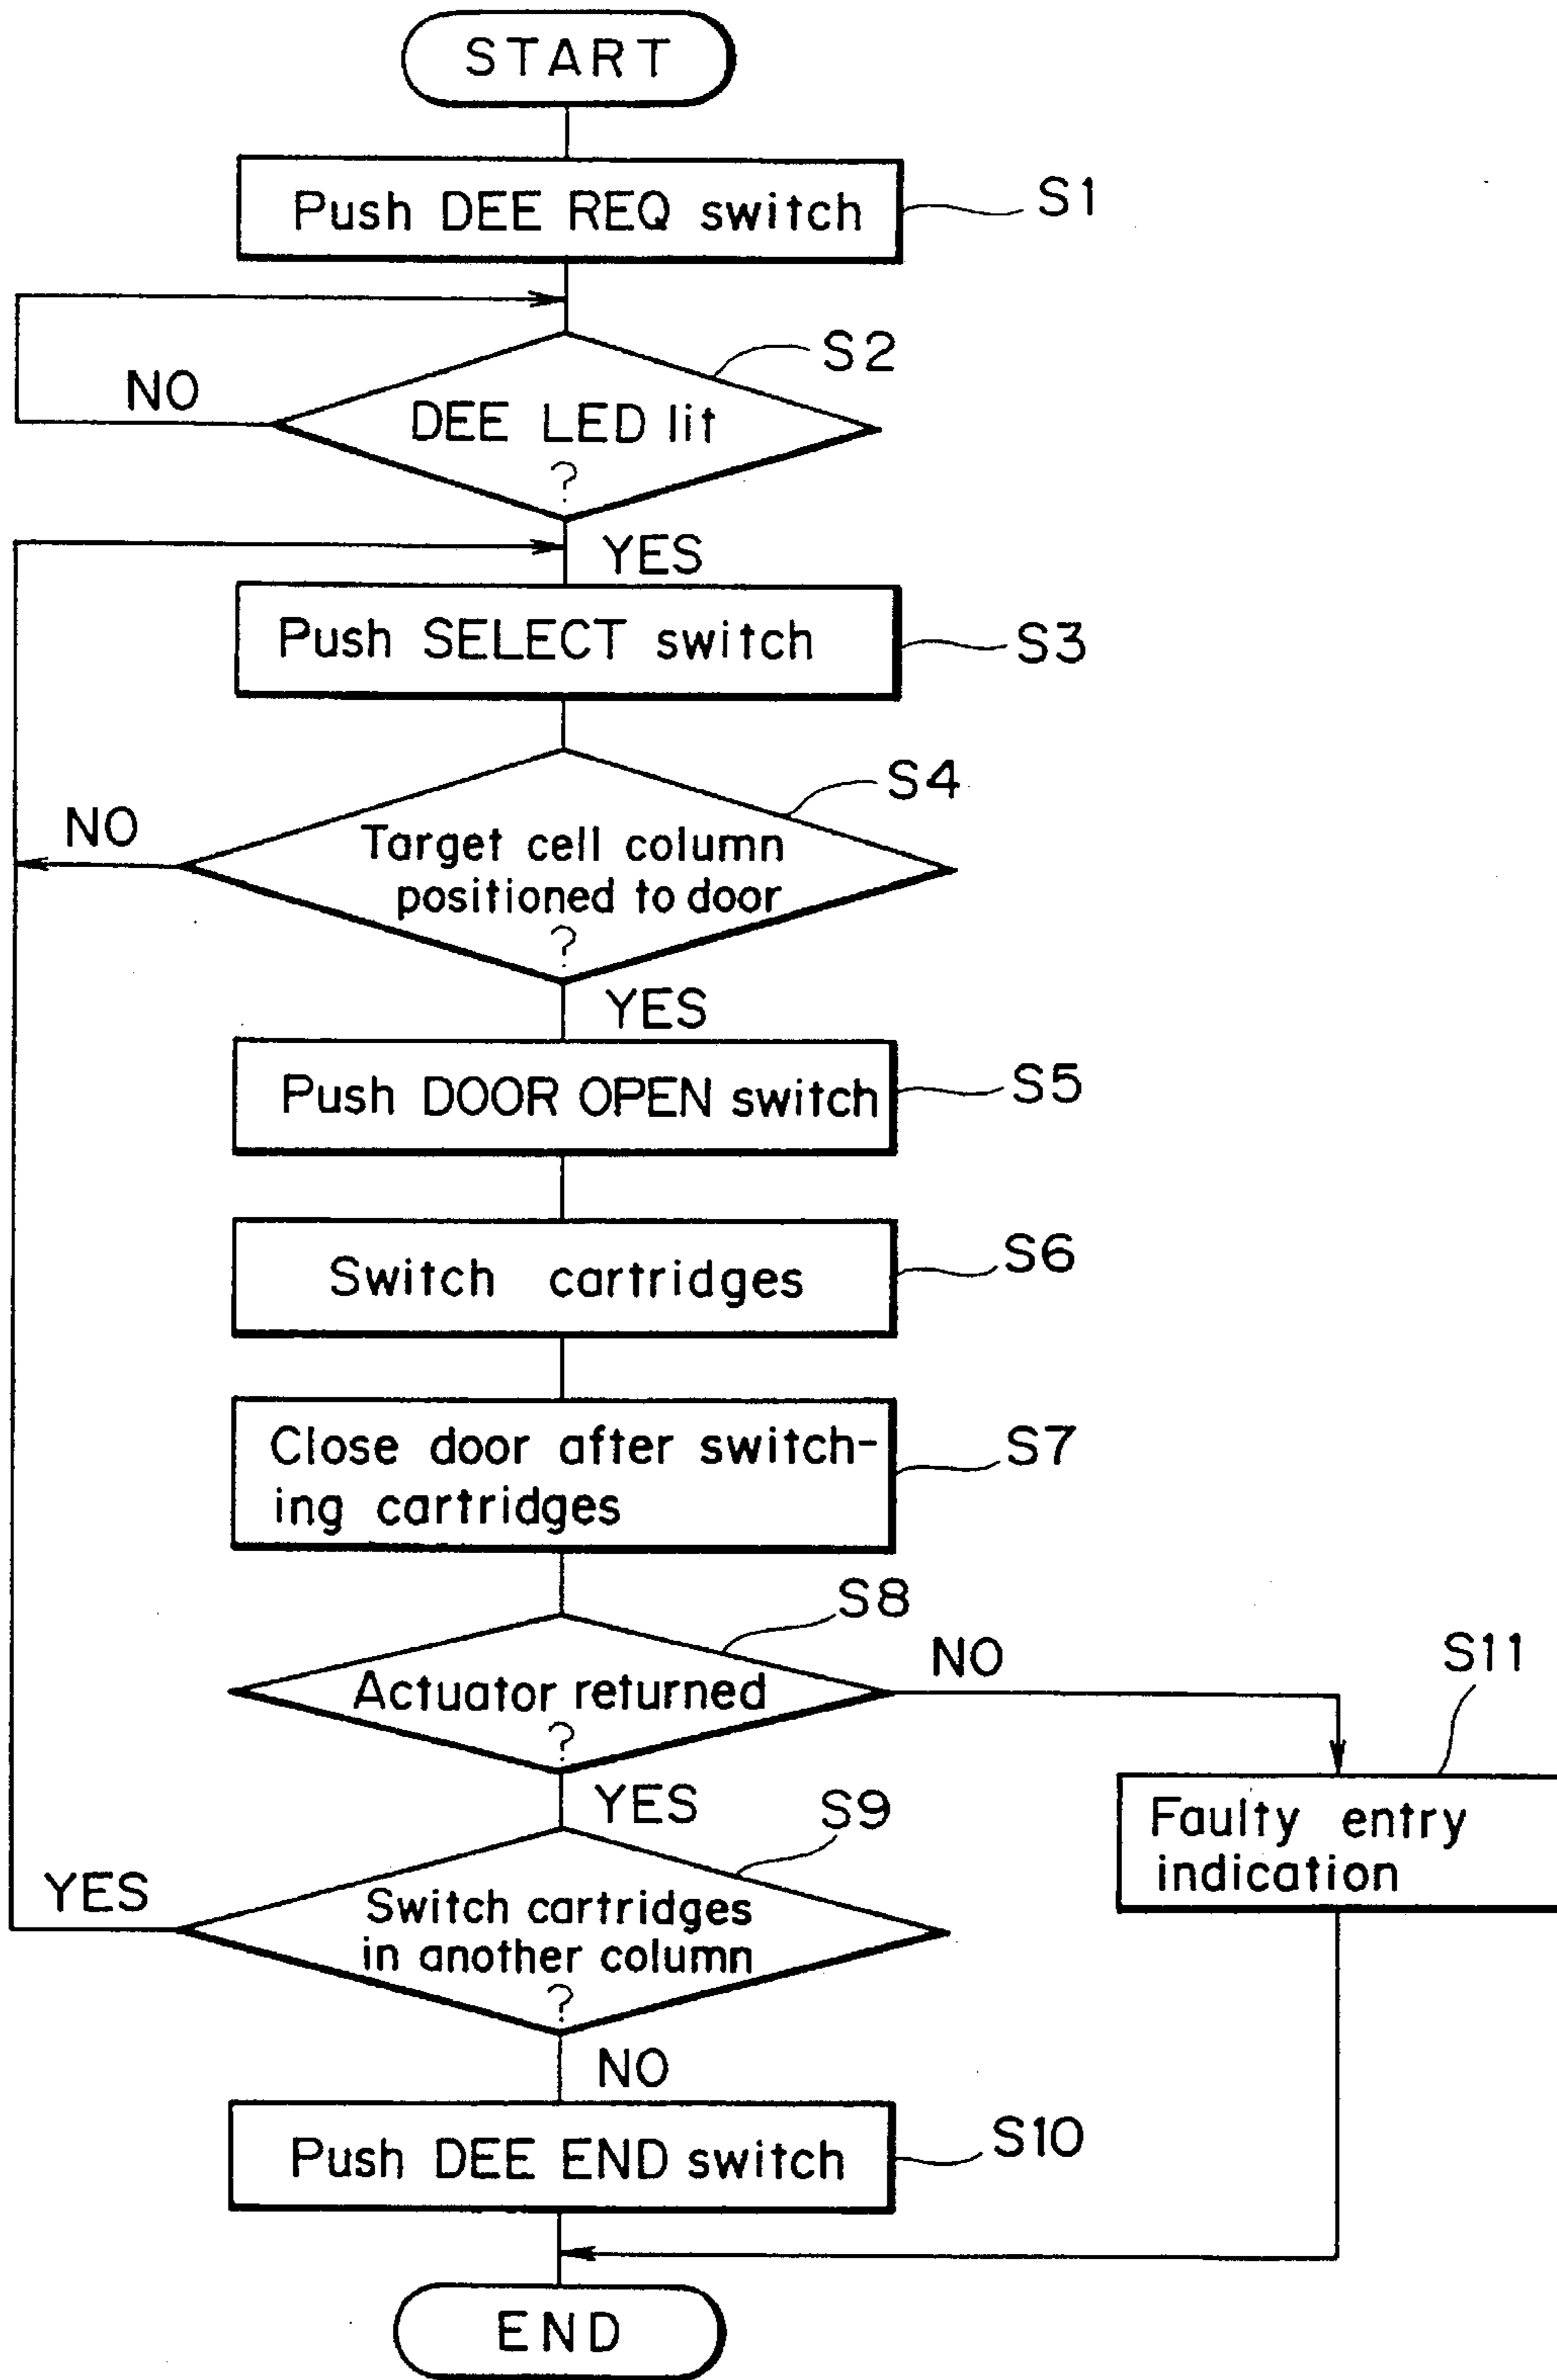 START
Push DEE REQ switch
S1
S2
NO
DEE LED lit
?
YES
Push SELECT switch
S3
S4
NO
Target cell column
positioned to door
?
YES
Push DOOR OPEN switch
S5
Switch cartridges
S6
Close door after switch-
ing cartridges
S7
S8
Actuator returned
?
NO
S11
YES
Faulty entry
indication
S9
YES
Switch cartridges
in another column
?
NO
Push DEE END switch
S10
END